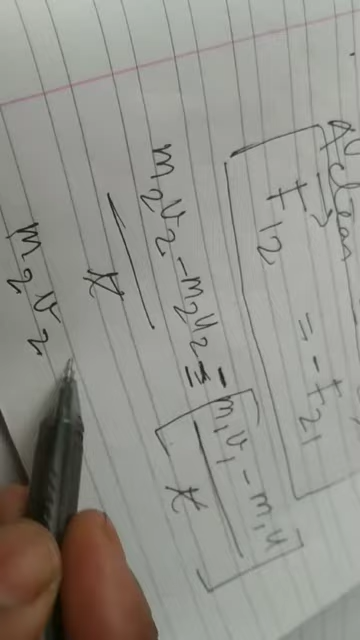 F₁₂ = -F₂₁
m₂v₂ - m₂u₂ = - [m₁v₁ - m₁u
t t]
m₂v₂